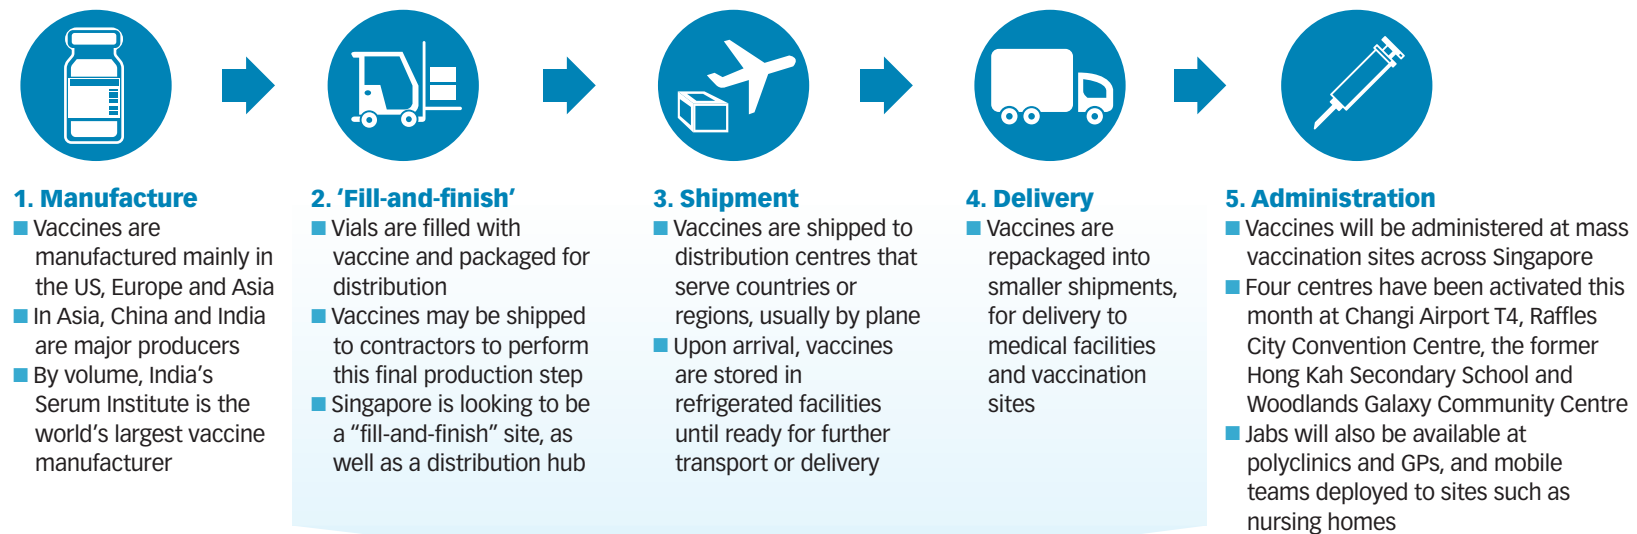 1. Manufacture
■ Vaccines are
manufactured mainly in
the US, Europe and Asia
■ In Asia, China and India
are major producers
■ By volume, India’s
Serum Institute is the
world’s largest vaccine
manufacturer
2. ‘Fill-and-finish’
■ Vials are filled with
vaccine and packaged for
distribution
■ Vaccines may be shipped
to contractors to perform
this final production step
■ Singapore is looking to be
a “fill-and-finish” site, as
well as a distribution hub
3. Shipment
■ Vaccines are shipped to
distribution centres that
serve countries or
regions, usually by plane
■ Upon arrival, vaccines
are stored in
refrigerated facilities
until ready for further
transport or delivery
4. Delivery
■ Vaccines are
repackaged into
smaller shipments,
for delivery to
medical facilities
and vaccination
sites
5. Administration
■ Vaccines will be administered at mass
vaccination sites across Singapore
■ Four centres have been activated this
month at Changi Airport T4, Raffles
City Convention Centre, the former
Hong Kah Secondary School and
Woodlands Galaxy Community Centre
■ Jabs will also be available at
polyclinics and GPs, and mobile
teams deployed to sites such as
nursing homes